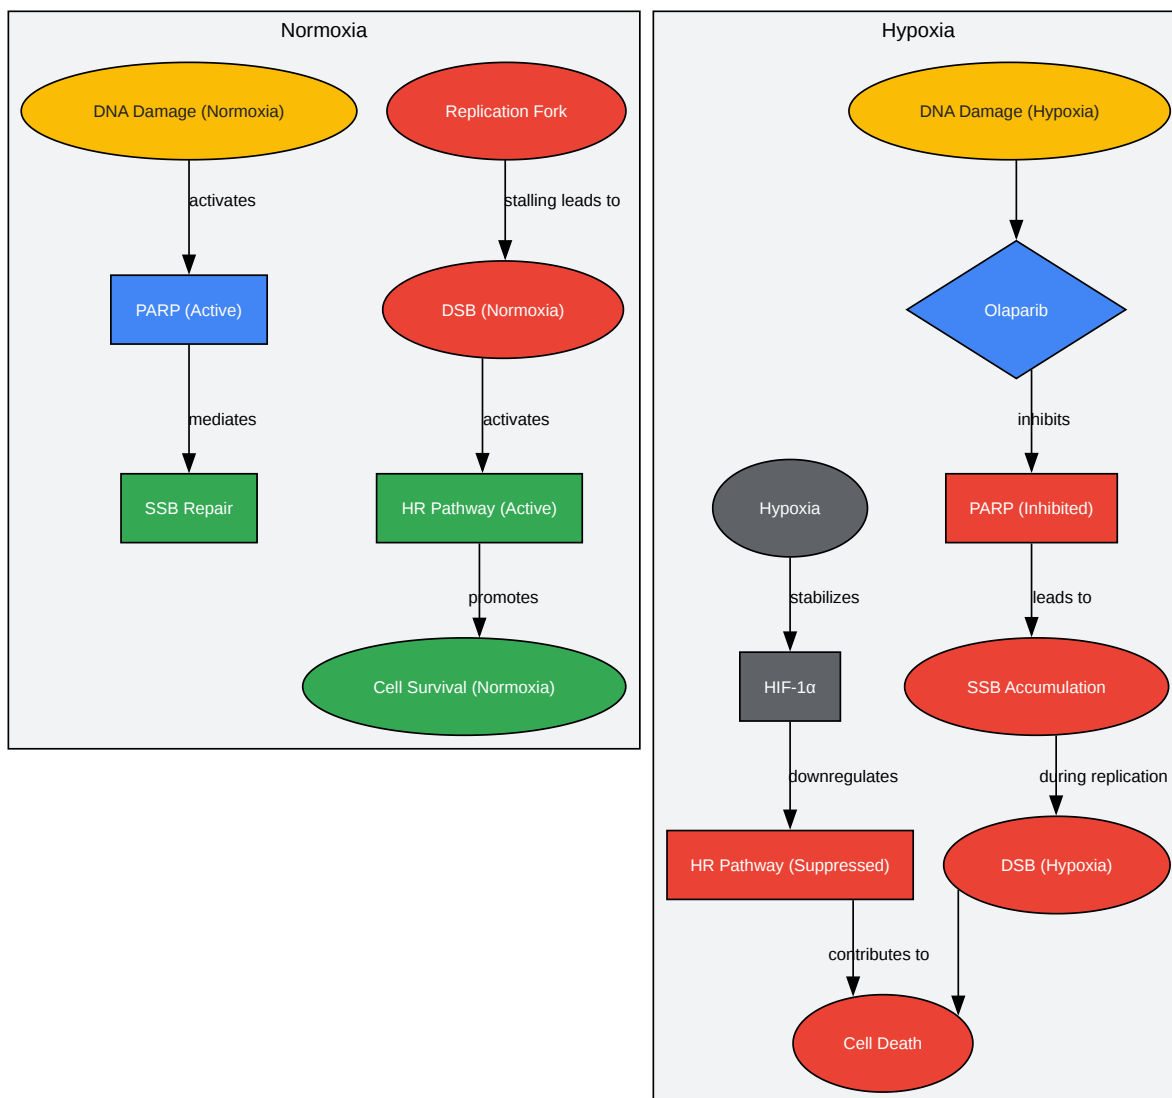 Normoxia
DNA Damage (Normoxia)
Replication Fork
activates
stalling leads to
PARP (Active)
DSB (Normoxia)
mediates
activates
SSB Repair
HR Pathway (Active)
promotes
Cell Survival (Normoxia)
Hypoxia
DNA Damage (Hypoxia)
Olaparib
inhibits
Hypoxia
PARP (Inhibited)
stabilizes
leads to
HIF-1α
SSB Accumulation
downregulates
during replication
HR Pathway (Suppressed)
DSB (Hypoxia)
contributes to
Cell Death